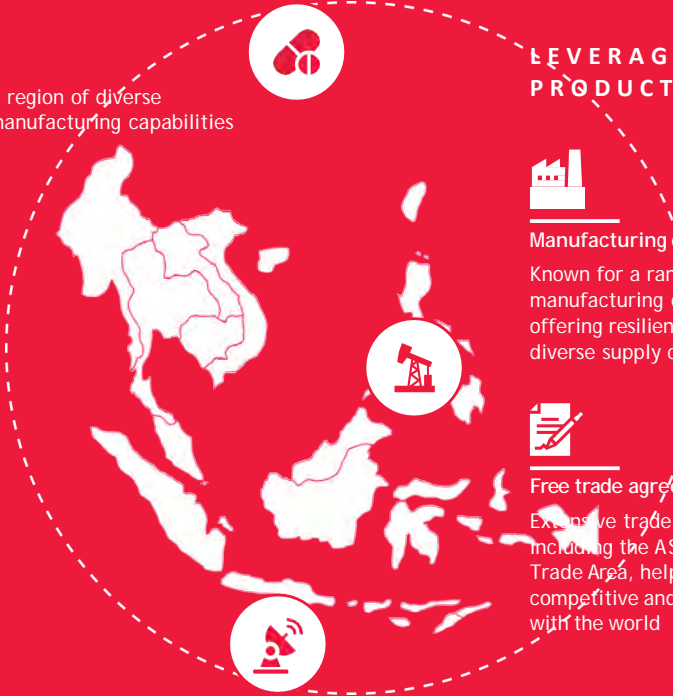 region of diverse
manufacturing capabilities
LEVERAG
PRODUCT
Manufacturing
Known for a ran
manufacturing
offering resilien
diverse supply
Free trade agre
Extensive trade
including the AS
Trade Area, help
competitive and
with the world